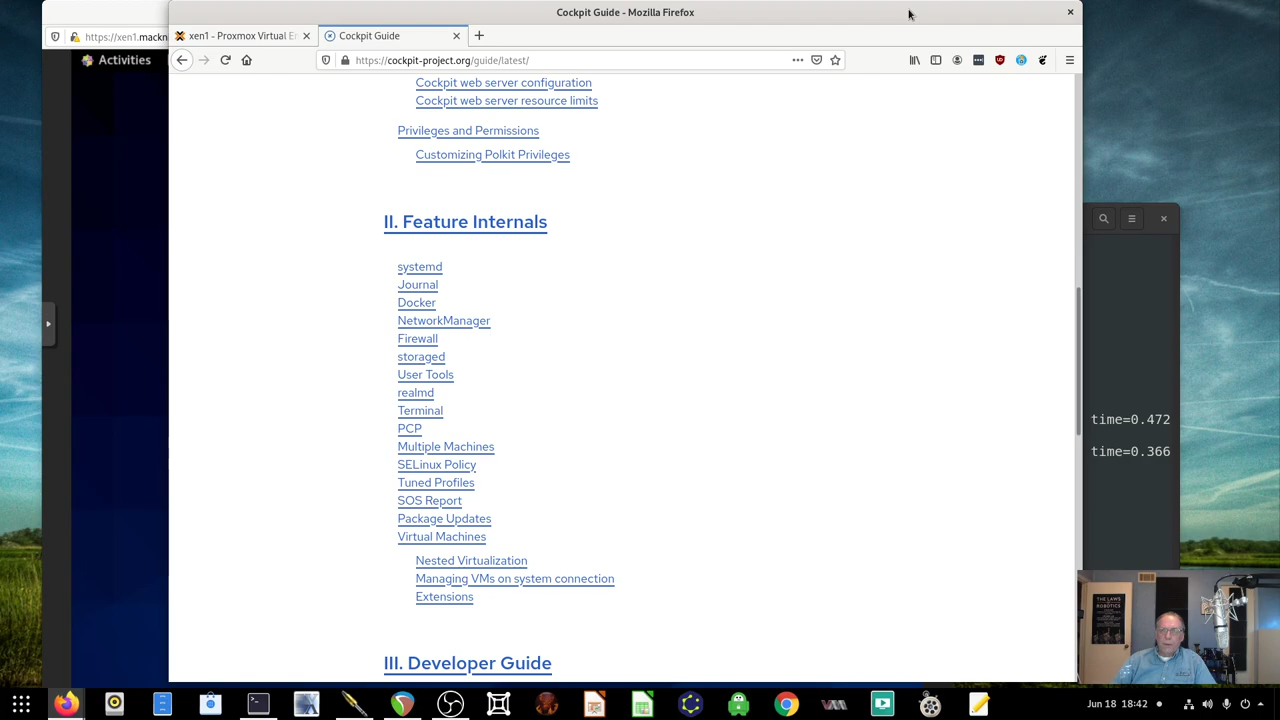 Cockpit Guide - Mozilla Firefox
https://xen1.mackn
xen1 - Proxmox Virtual En
Cockpit Guide
https://cockpit-project.org/guide/latest/
Activities
Cockpit web server configuration
Cockpit web server resource limits
Privileges and Permissions
Customizing Polkit Privileges
II. Feature Internals
systemd
Journal
Docker
NetworkManager
Firewall
storaged
User Tools
realmd
Terminal
PCP
Multiple Machines
SELinux Policy
Tuned Profiles
SOS Report
Package Updates
Virtual Machines
Nested Virtualization
Managing VMs on system connection
Extensions
III. Developer Guide
time=0.472
time=0.366
THE LAWS
ROBOTICS
Jun 18 18:42